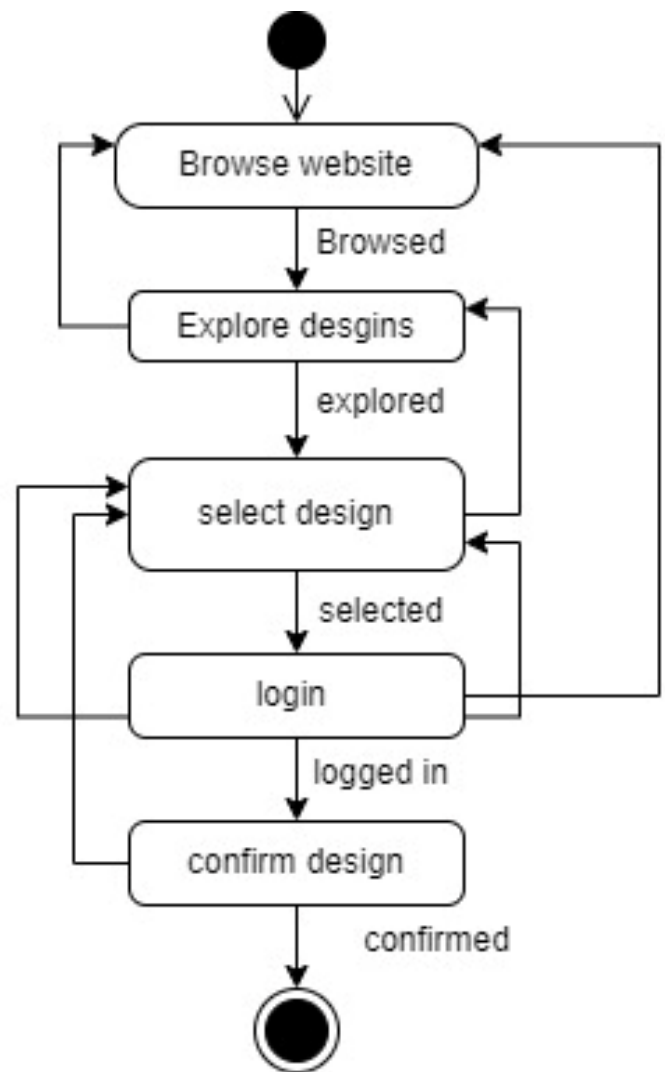 Browse website
Browsed
Explore desgins
explored
select design
selected
login
logged in
confirm design
confirmed